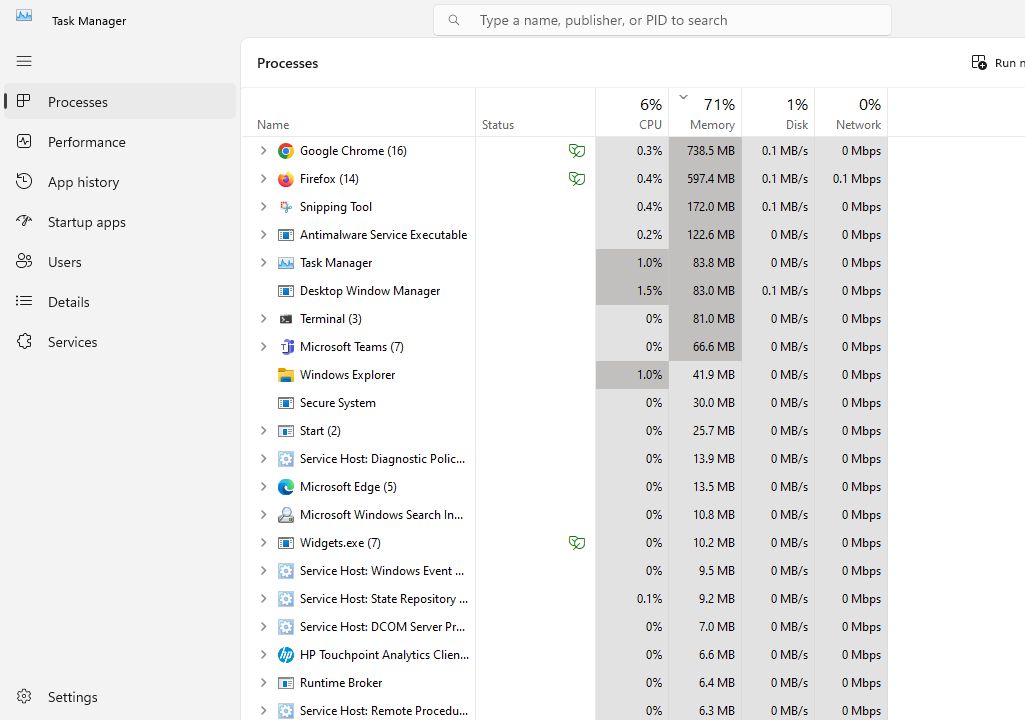 Task Manager
Type a name, publisher, or PID to search
Processes
Performance
App history
Startup apps
Users
Details
Services
Settings
Processes
Run
6% 71% 1% 0%
Name Status CPU Memory Disk Network
Google Chrome (16) 0.3% 738.5 MB 0.1 MB/s 0 Mbps
Firefox (14) 0.4% 597.4 MB 0.1 MB/s 0.1 Mbps
Snipping Tool 0.4% 172.0 MB 0.1 MB/s 0 Mbps
Antimalware Service Executable 0.2% 122.6 MB 0 MB/s 0 Mbps
Task Manager 1.0% 83.8 MB 0 MB/s 0 Mbps
Desktop Window Manager 1.5% 83.0 MB 0.1 MB/s 0 Mbps
Terminal (3) 0% 81.0 MB 0 MB/s 0 Mbps
Microsoft Teams (7) 0% 66.6 MB 0 MB/s 0 Mbps
Windows Explorer 1.0% 41.9 MB 0 MB/s 0 Mbps
Secure System 0% 30.0 MB 0 MB/s 0 Mbps
Start (2) 0% 25.7 MB 0 MB/s 0 Mbps
Service Host: Diagnostic Polic... 0% 13.9 MB 0 MB/s 0 Mbps
Microsoft Edge (5) 0% 13.5 MB 0 MB/s 0 Mbps
Microsoft Windows Search In... 0% 10.8 MB 0 MB/s 0 Mbps
Widgets.exe (7) 0% 10.2 MB 0 MB/s 0 Mbps
Service Host: Windows Event ... 0% 9.5 MB 0 MB/s 0 Mbps
Service Host: State Repository ... 0.1% 9.2 MB 0 MB/s 0 Mbps
Service Host: DCOM Server Pr... 0% 7.0 MB 0 MB/s 0 Mbps
HP Touchpoint Analytics Clien... 0% 6.6 MB 0 MB/s 0 Mbps
Runtime Broker 0% 6.4 MB 0 MB/s 0 Mbps
Service Host: Remote Procedu... 0% 6.3 MB 0 MB/s 0 Mbps